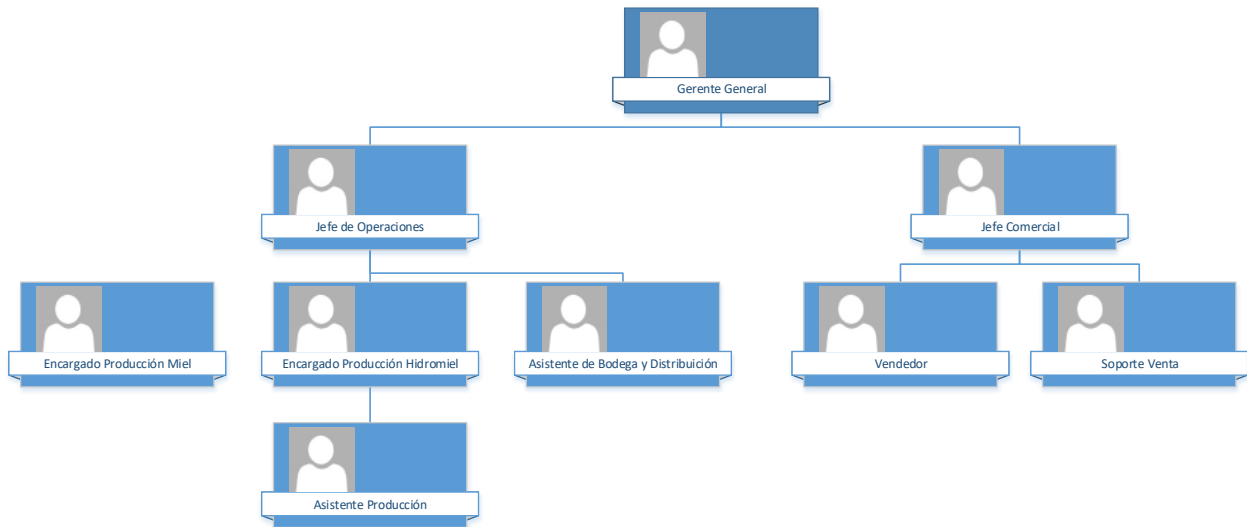 Gerente General
Jefe de Operaciones
Jefe Comercial
Encargado Producción Miel
Encargado Producción Hidromiel
Asistente de Bodega y Distribuición
Vendedor
Soporte Venta
Asistente Producción